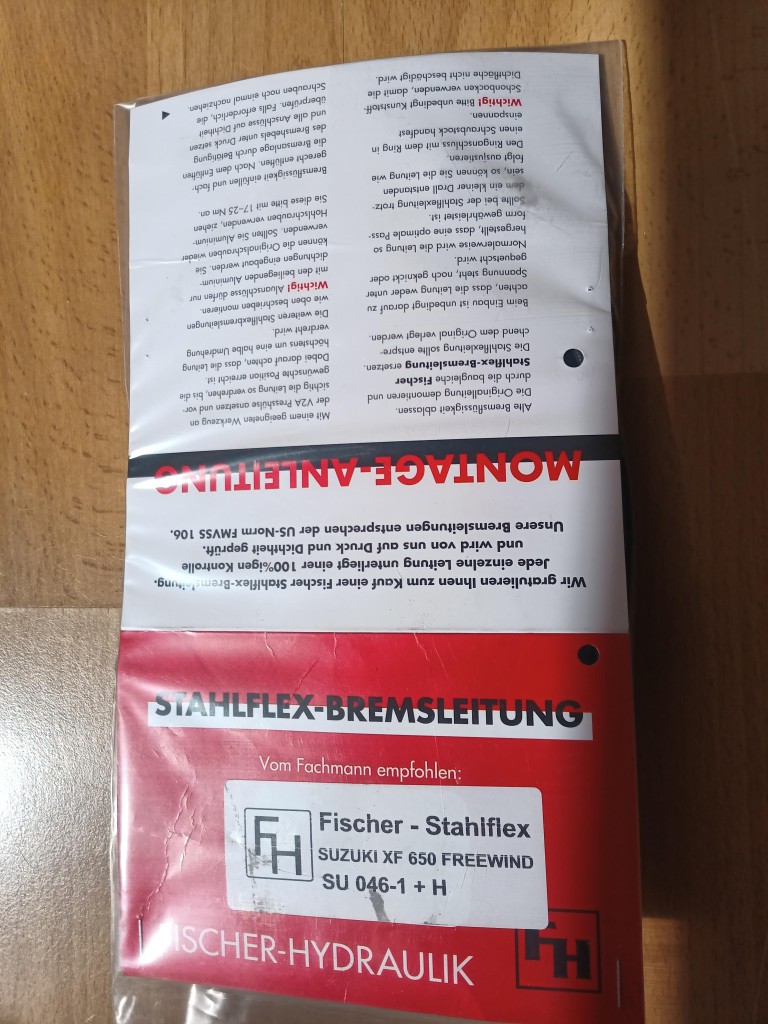 STAHLFLEX-BREMSLEITUNG
Vom Fachmann empfohlen:
FH
Fischer - Stahlflex
SUZUKI XF 650 FREEWIND
SU 046-1 + H
FISCHER-HYDRAULIK
FH
Wir gratulieren Ihnen zum Kauf einer Fischer Stahlflex-Bremsleitung.
Jede einzelne Leitung unterliegt einer 100%igen Kontrolle
und wird von uns auf Druck und Dichtheit geprüft.
Unsere Bremsleitungen entsprechen der US-Norm FMVSS 106.
MONTAGE-ANLEITUNG
Alte Bremsflüssigkeit ablassen.
Die Originalleitung demontieren und
durch die baugleiche Fischer
Stahlflex-Bremsleitung ersetzen.
Die Stahlflexleitung sollte entspre-
chend dem Original verlegt werden.
Beim Einbau ist unbedingt darauf zu
achten, dass die Leitung weder unter
Spannung steht, noch geknickt oder
gequetscht wird.
Normalerweise wird die Leitung so
hergestellt, dass eine optimale Pass-
form gewährleistet ist.
Sollte bei der Stahlflexleitung trotz-
dem ein kleiner Drall entstanden
sein, so können Sie die Leitung wie
folgt ausjustieren:
Den Ringanschluss mit dem Ring in
einen Schraubstock handfest
einspannen.
Wichtig! Bitte unbedingt Kunststoff-
Schonbacken verwenden, damit die
Dichtfläche nicht beschädigt wird.
Mit einem geeigneten Werkzeug an
der V2A Presshülse ansetzen und vor-
sichtig die Leitung so verdrehen, bis die
gewünschte Position erreicht ist.
Dabei darauf achten, dass die Leitung
höchstens um eine halbe Umdrehung
verdreht wird.
Die weiteren Stahlflexbremsleitungen
wie oben beschrieben montieren.
Wichtig! Aluanschlüsse dürfen nur
mit den beiliegenden Aluminium-
dichtungen eingebaut werden. Sie
können die Originalschrauben wieder
verwenden. Sollten Sie Aluminium-
Hohlschrauben verwenden, ziehen
Sie diese bitte mit 17–25 Nm an.
Bremsflüssigkeit einfüllen und fach-
gerecht entlüften. Nach dem Entlüften
die Bremsanlage durch Betätigung
des Bremshebels unter Druck setzen
und alle Anschlüsse auf Dichtheit
überprüfen. Falls erforderlich, die
Schrauben noch einmal nachziehen.